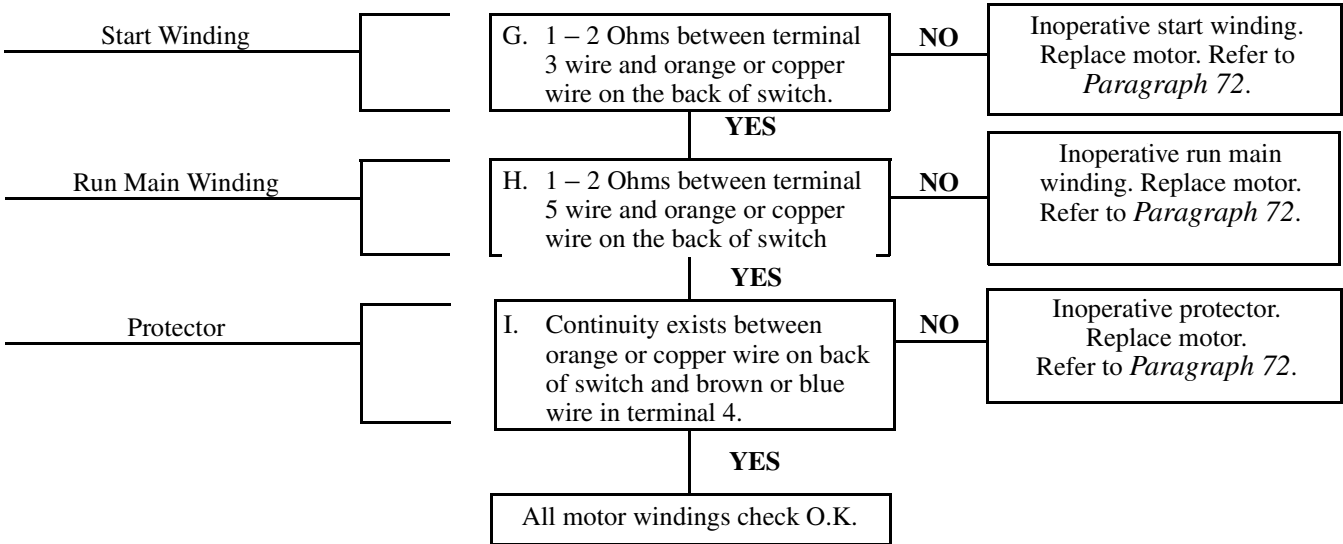 Start Winding
G. 1 – 2 Ohms between terminal
3 wire and orange or copper
wire on the back of switch.
NO
Inoperative start winding.
Replace motor. Refer to
Paragraph 72.
YES
Run Main Winding
H. 1 – 2 Ohms between terminal
5 wire and orange or copper
wire on the back of switch
NO
Inoperative run main
winding. Replace motor.
Refer to Paragraph 72.
YES
Protector
I. Continuity exists between
orange or copper wire on back
of switch and brown or blue
wire in terminal 4.
NO
Inoperative protector.
Replace motor.
Refer to Paragraph 72.
YES
All motor windings check O.K.